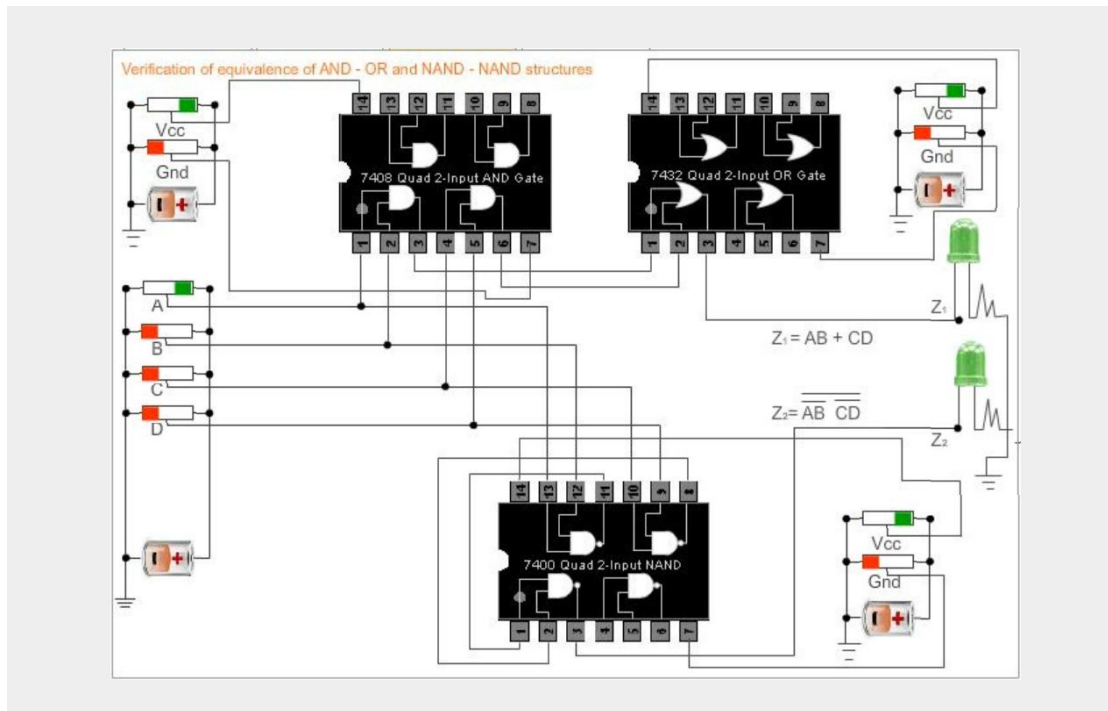 Verification of equivalence of AND - OR and NAND - NAND structures
14 13 12 11 10 9 8
14 13 12 11 10 9 8
Vcc
Vcc
Gnd
Gnd
7408 Quad 2-Input AND Gate
7432 Quad 2-Input OR Gate
- +
- +
1 2 3 4 5 6 7
1 2 3 4 5 6 7
A
B
C
D
Z₁
Z₁ = AB + CD
Z₂= AB CD
Z₂
14 13 12 11 10 9 8
7400 Quad 2-Input NAND
Vcc
Gnd
- +
- +
1 2 3 4 5 6 7